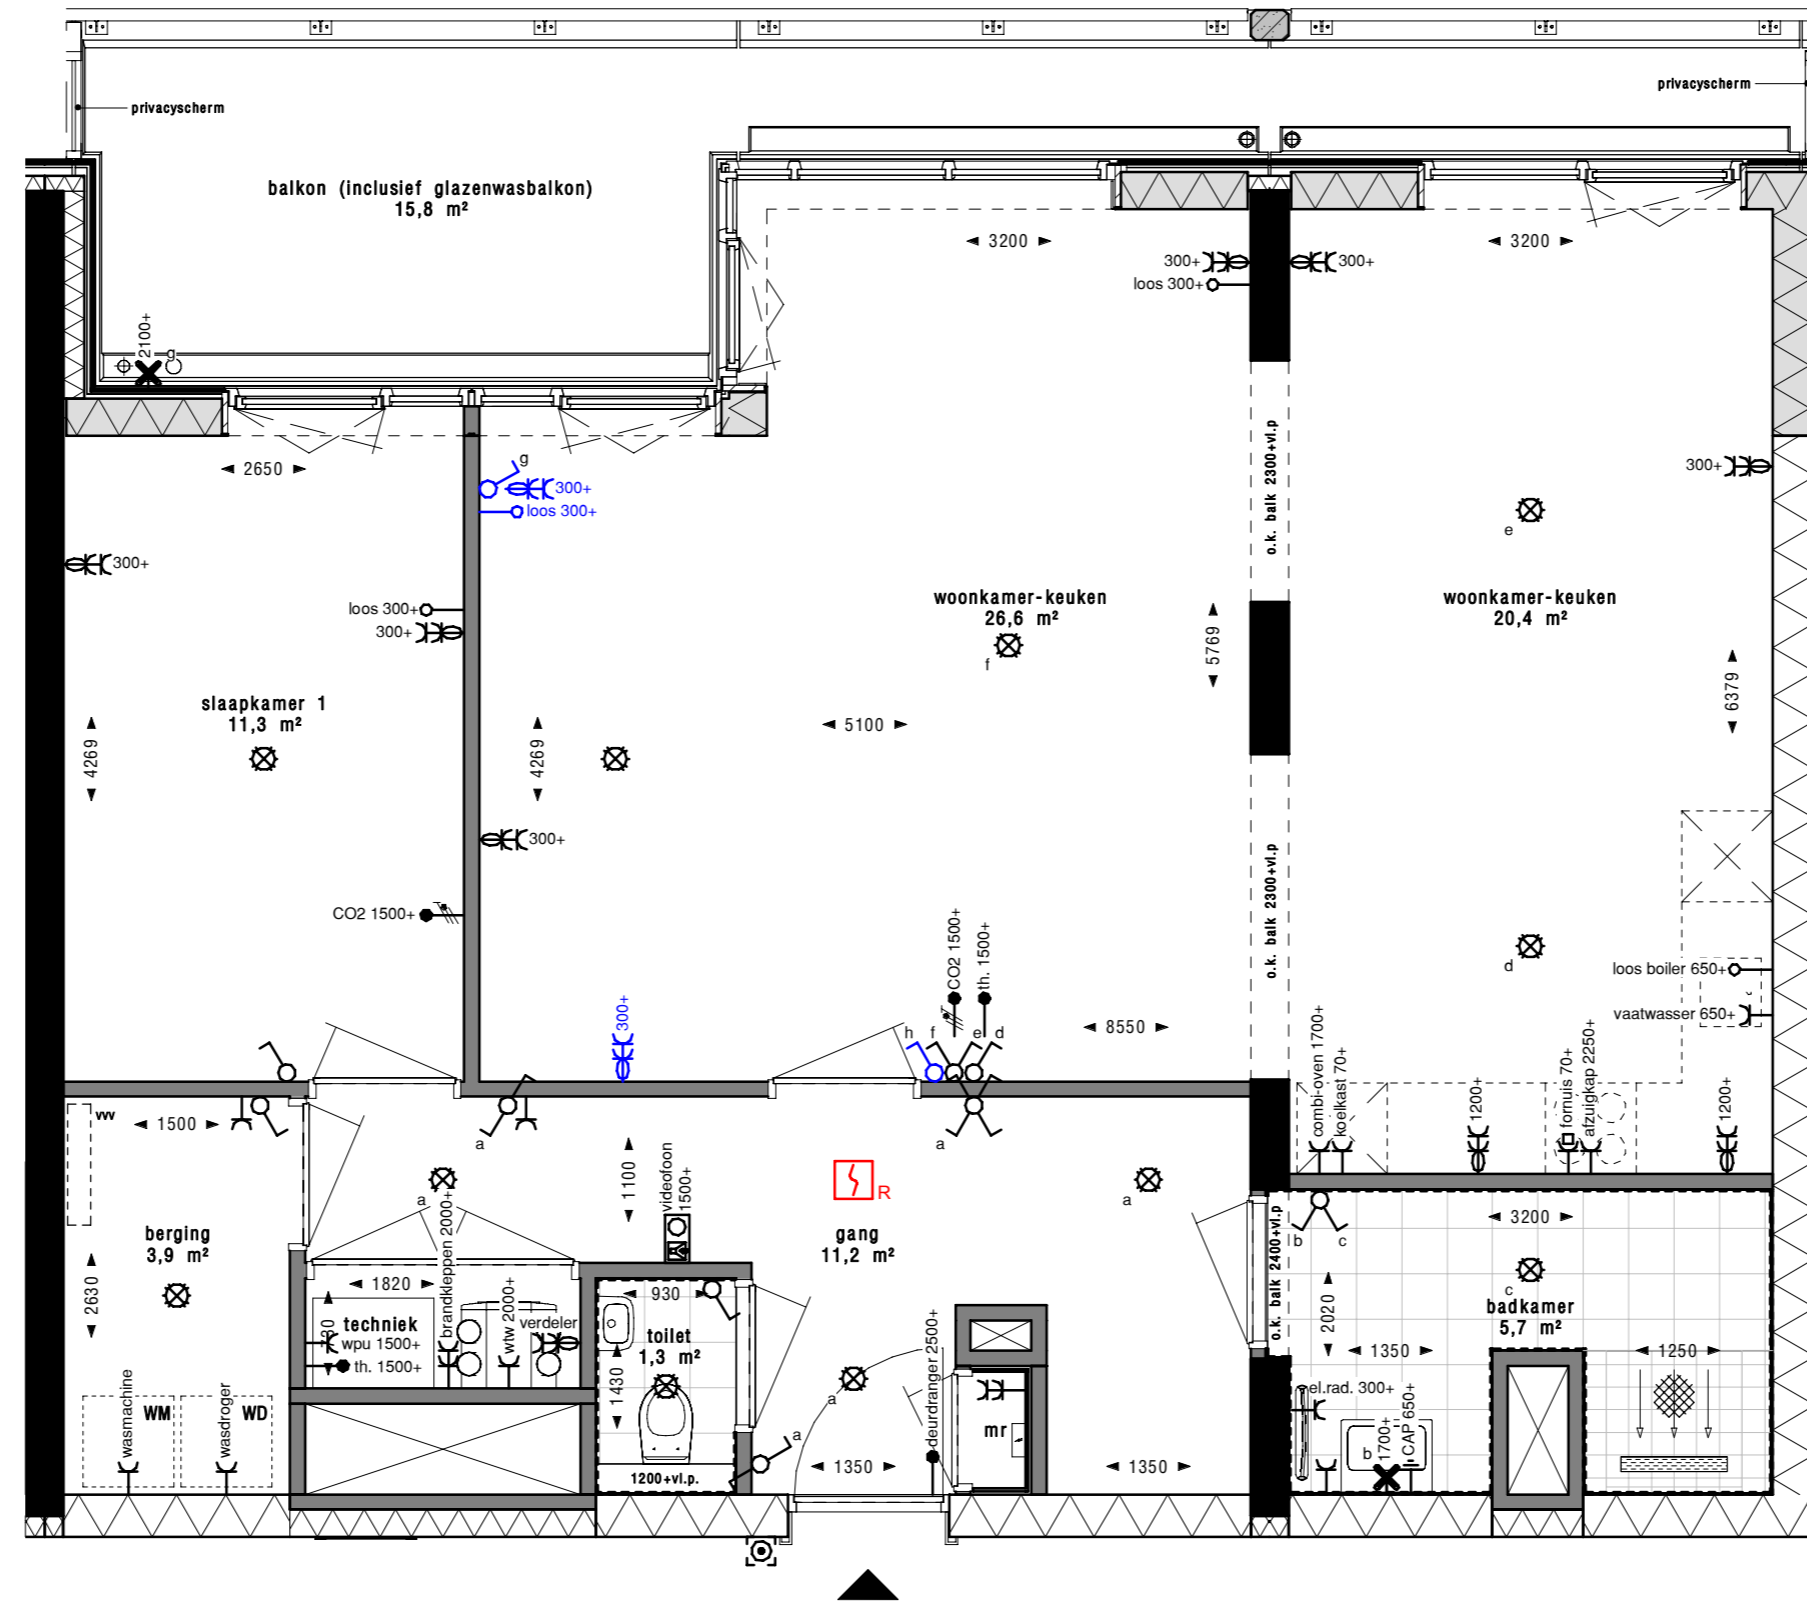 privacyscherm
privacyscherm
balkon (inclusief glazenwasbalkon)
15,8 m²
3200
3200
300+
300+
loos 300+
2100+
g
2650
g
300+
loos 300+
o.k. balk 2300+vl.p
300+
e
300+
loos 300+
300+
woonkamer-keuken
26,6 m²
f
woonkamer-keuken
20,4 m²
5769
6379
slaapkamer 1
11,3 m²
4269
4269
5100
300+
CO2 1500+
o.k. balk 2300+vl.p
CO2 1500+
th. 1500+
d
loos boiler 650+
vaatwasser 650+
300+
h
f
e
d
8550
combi-oven 1700+
koelkast 70+
1200+
fornuis 70+
afzuigkap 2250+
1200+
vvv
1500
a
a
1100
videofoon
1500+
R
a
a
berging
3,9 m²
gang
11,2 m²
2630
brandkleppen 2000+
o.k. balk 2400+vl.p
b
c
3200
c
badkamer
5,7 m²
2020
1820
techniek
wpu 1500+
th. 1500+
wtw 2000+
verdeler
930
toilet
1,3 m²
1430
1200+vl.p.
a
a
deurdranger 2500+
mr
1350
1350
1350
1250
el.rad. 300+
b
1700+
CAP 650+
wasmachine
WM
wasdroger
WD